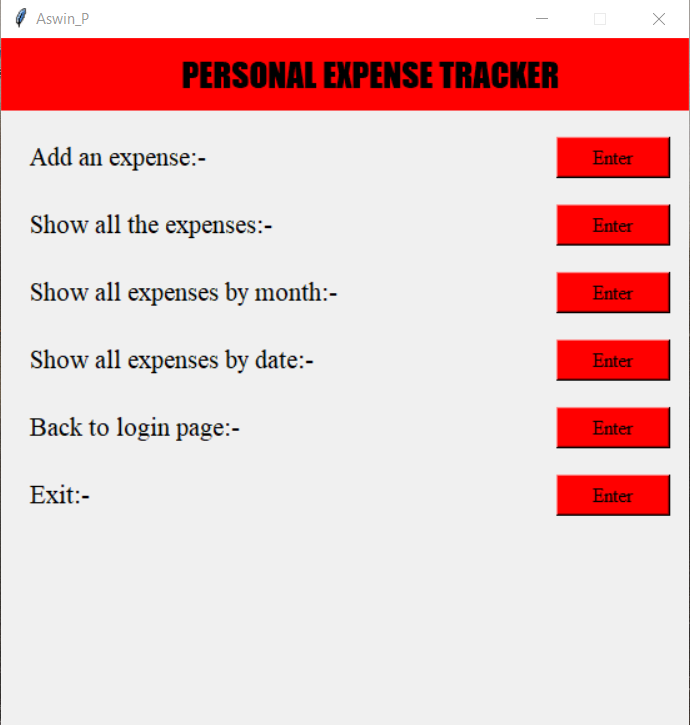 Aswin_P
PERSONAL EXPENSE TRACKER
Add an expense:- Enter
Show all the expenses:- Enter
Show all expenses by month:- Enter
Show all expenses by date:- Enter
Back to login page:- Enter
Exit:- Enter